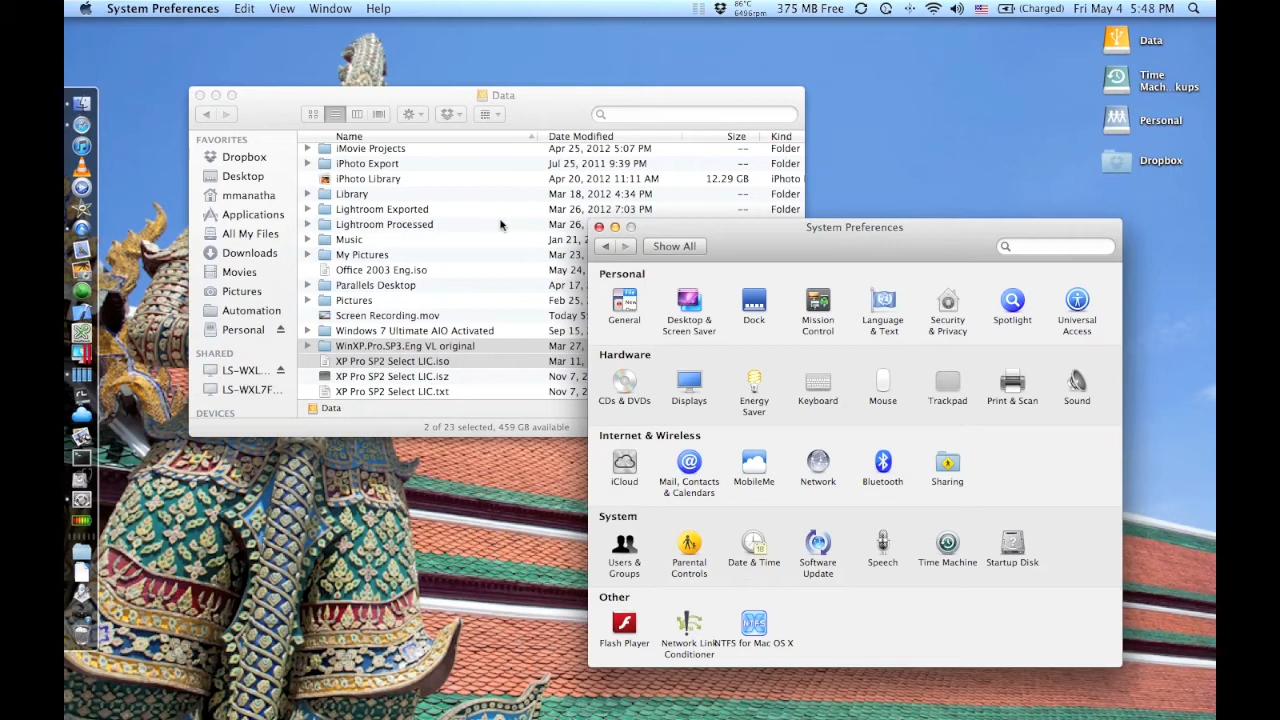 System Preferences Edit View Window Help
86°C
6496rpm
375 MB Free
(Charged) Fri May 4 5:48 PM
Data
Time
Mach...kups
Personal
Dropbox
Data
FAVORITES
Dropbox
Desktop
mmanatha
Applications
All My Files
Downloads
Movies
Pictures
Automation
Personal
SHARED
LS-WXL...
LS-WXL7F...
DEVICES
Name Date Modified Size Kind
iMovie Projects Apr 25, 2012 5:07 PM -- Folder
iPhoto Export Jul 25, 2011 9:39 PM -- Folder
iPhoto Library Apr 20, 2012 11:11 AM 12.29 GB iPhoto
Library Mar 18, 2012 4:34 PM -- Folder
Lightroom Exported Mar 26, 2012 7:03 PM -- Folder
Lightroom Processed Mar 26,
Music Jan 21,
My Pictures Mar 23,
Office 2003 Eng.iso May 24,
Parallels Desktop Apr 17,
Pictures Feb 25,
Screen Recording.mov Today 5
Windows 7 Ultimate AIO Activated Sep 15,
WinXP.Pro.SP3.Eng VL original Mar 27,
XP Pro SP2 Select LIC.iso Mar 11,
XP Pro SP2 Select LIC.isz Nov 7, 2
XP Pro SP2 Select LIC.txt Nov 7, 2
Data
2 of 23 selected, 459 GB available
System Preferences
Show All
Personal
General
Desktop &
Screen Saver
Dock
Mission
Control
Language
& Text
Security
& Privacy
Spotlight
Universal
Access
Hardware
CDs & DVDs
Displays
Energy
Saver
Keyboard
Mouse
Trackpad
Print & Scan
Sound
Internet & Wireless
iCloud
Mail, Contacts
& Calendars
MobileMe
Network
Bluetooth
Sharing
System
Users &
Groups
Parental
Controls
Date & Time
Software
Update
Speech
Time Machine
Startup Disk
Other
Flash Player
Network Link
Conditioner
NTFS for Mac OS X